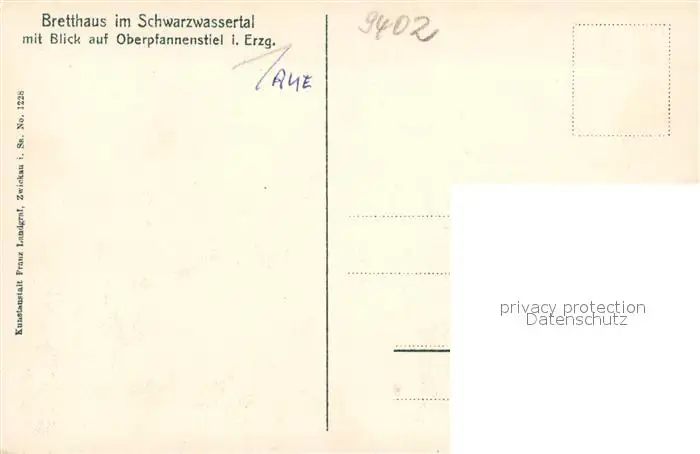 Bretthaus im Schwarzwassertal
mit Blick auf Oberpfannenstiel i. Erzg.
AUE
9402
Kunstanstalt Franz Landgraf, Zwickau i. Sa. No. 1228
privacy protection
Datenschutz